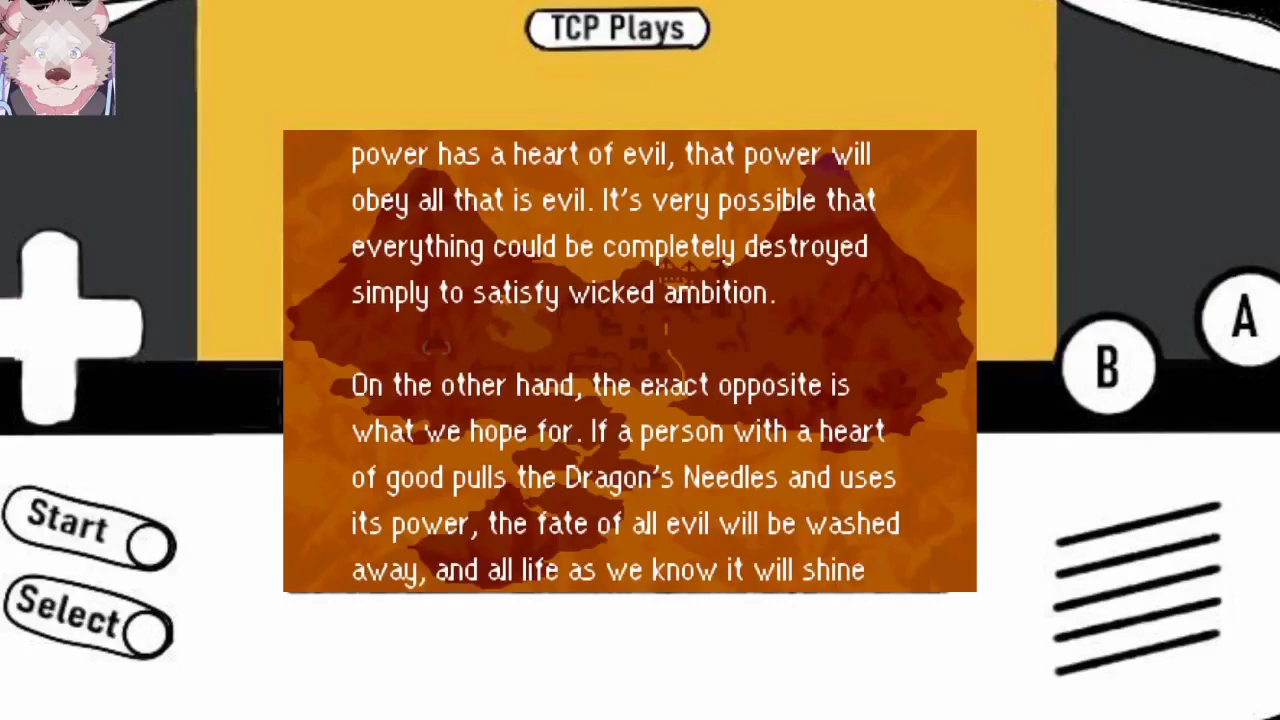 TCP Plays
power has a heart of evil, that power will
obey all that is evil. It's very possible that
everything could be completely destroyed
simply to satisfy wicked ambition.
On the other hand, the exact opposite is
what we hope for. If a person with a heart
of good pulls the Dragon's Needles and uses
its power, the fate of all evil will be washed
away, and all life as we know it will shine
A
B
Start
Select